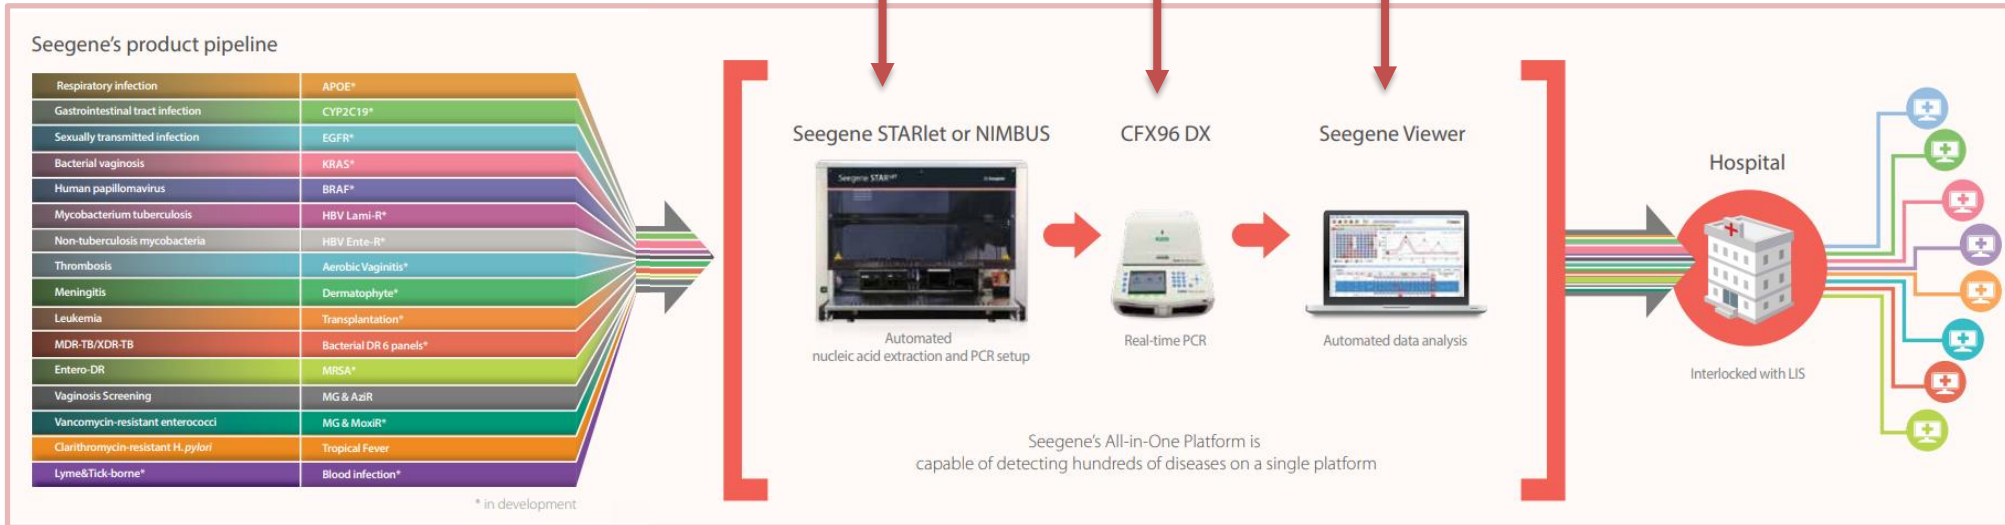 Seegene's product pipeline
Respiratory infection APOE*
Gastrointestinal tract infection CYP2C19*
Sexually transmitted infection EGFR*
Bacterial vaginosis KRAS*
Human papillomavirus BRAF*
Mycobacterium tuberculosis HBV Lami-R*
Non-tuberculosis mycobacteria HBV Ente-R*
Thrombosis Aerobic Vaginitis*
Meningitis Dermatophyte*
Leukemia Transplantation*
MDR-TB/XDR-TB Bacterial DR 6 panels*
Entero-DR MRSA*
Vaginosis Screening MG & AziR
Vancomycin-resistant enterococci MG & MoxiR*
Clarithromycin-resistant H. pylori Tropical Fever
Lyme&Tick-borne* Blood infection*
* in development
Seegene STARlet or NIMBUS
Seegene STARlet
Automated
nucleic acid extraction and PCR setup
CFX96 DX
Real-time PCR
Seegene Viewer
Automated data analysis
Seegene's All-in-One Platform is
capable of detecting hundreds of diseases on a single platform
Hospital
Interlocked with LIS